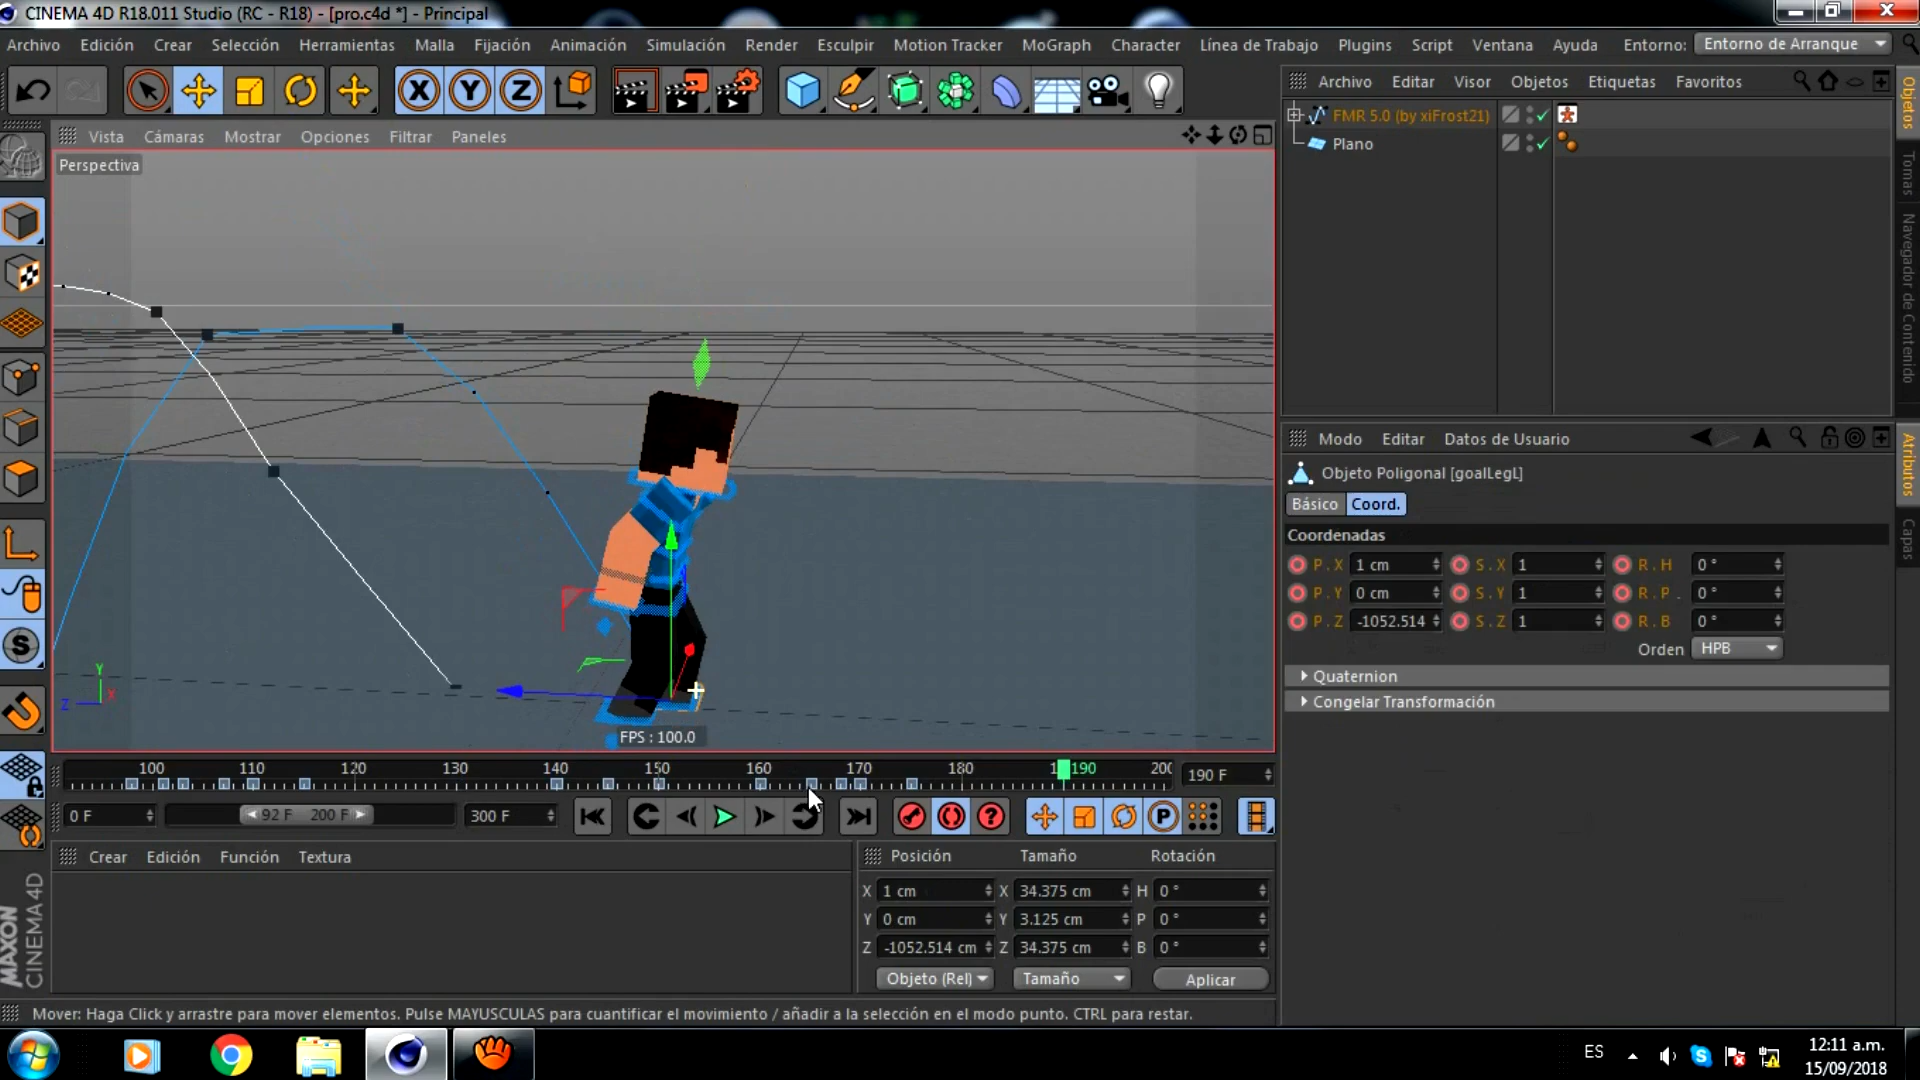 CINEMA 4D R18.011 Studio (RC - R18) - [pro.c4d *] - Principal
Archivo Edición Crear Selección Herramientas Malla Fijación Animación Simulación Render Esculpir Motion Tracker MoGraph Character Línea de Trabajo Plugins Script Ventana Ayuda Entorno: Entorno de Arranque
X Y Z
Archivo Editar Visor Objetos Etiquetas Favoritos
FMR 5.0 (by xiFrost21)
Plano
Objetos
Tomas
Navegador de Contenido
Vista Cámaras Mostrar Opciones Filtrar Paneles
Perspectiva
Y
X
Z
FPS : 100.0
Modo Editar Datos de Usuario
Objeto Poligonal [goalLegL]
Básico Coord.
Coordenadas
P . X 1 cm S . X 1 R . H 0 °
P . Y 0 cm S . Y 1 R . P . 0 °
P . Z -1052.514 S . Z 1 R . B 0 °
Orden HPB
Quaternion
Congelar Transformación
Atributos
Capas
100 110 120 130 140 150 160 170 180 190 200 190 F
0 F 92 F 200 F 300 F
P
Crear Edición Función Textura
Posición Tamaño Rotación
X 1 cm X 34.375 cm H 0 °
Y 0 cm Y 3.125 cm P 0 °
Z -1052.514 cm Z 34.375 cm B 0 °
Objeto (Rel) Tamaño Aplicar
MAXON
CINEMA 4D
Mover: Haga Click y arrastre para mover elementos. Pulse MAYUSCULAS para cuantificar el movimiento / añadir a la selección en el modo punto. CTRL para restar.
ES
12:11 a.m.
15/09/2018